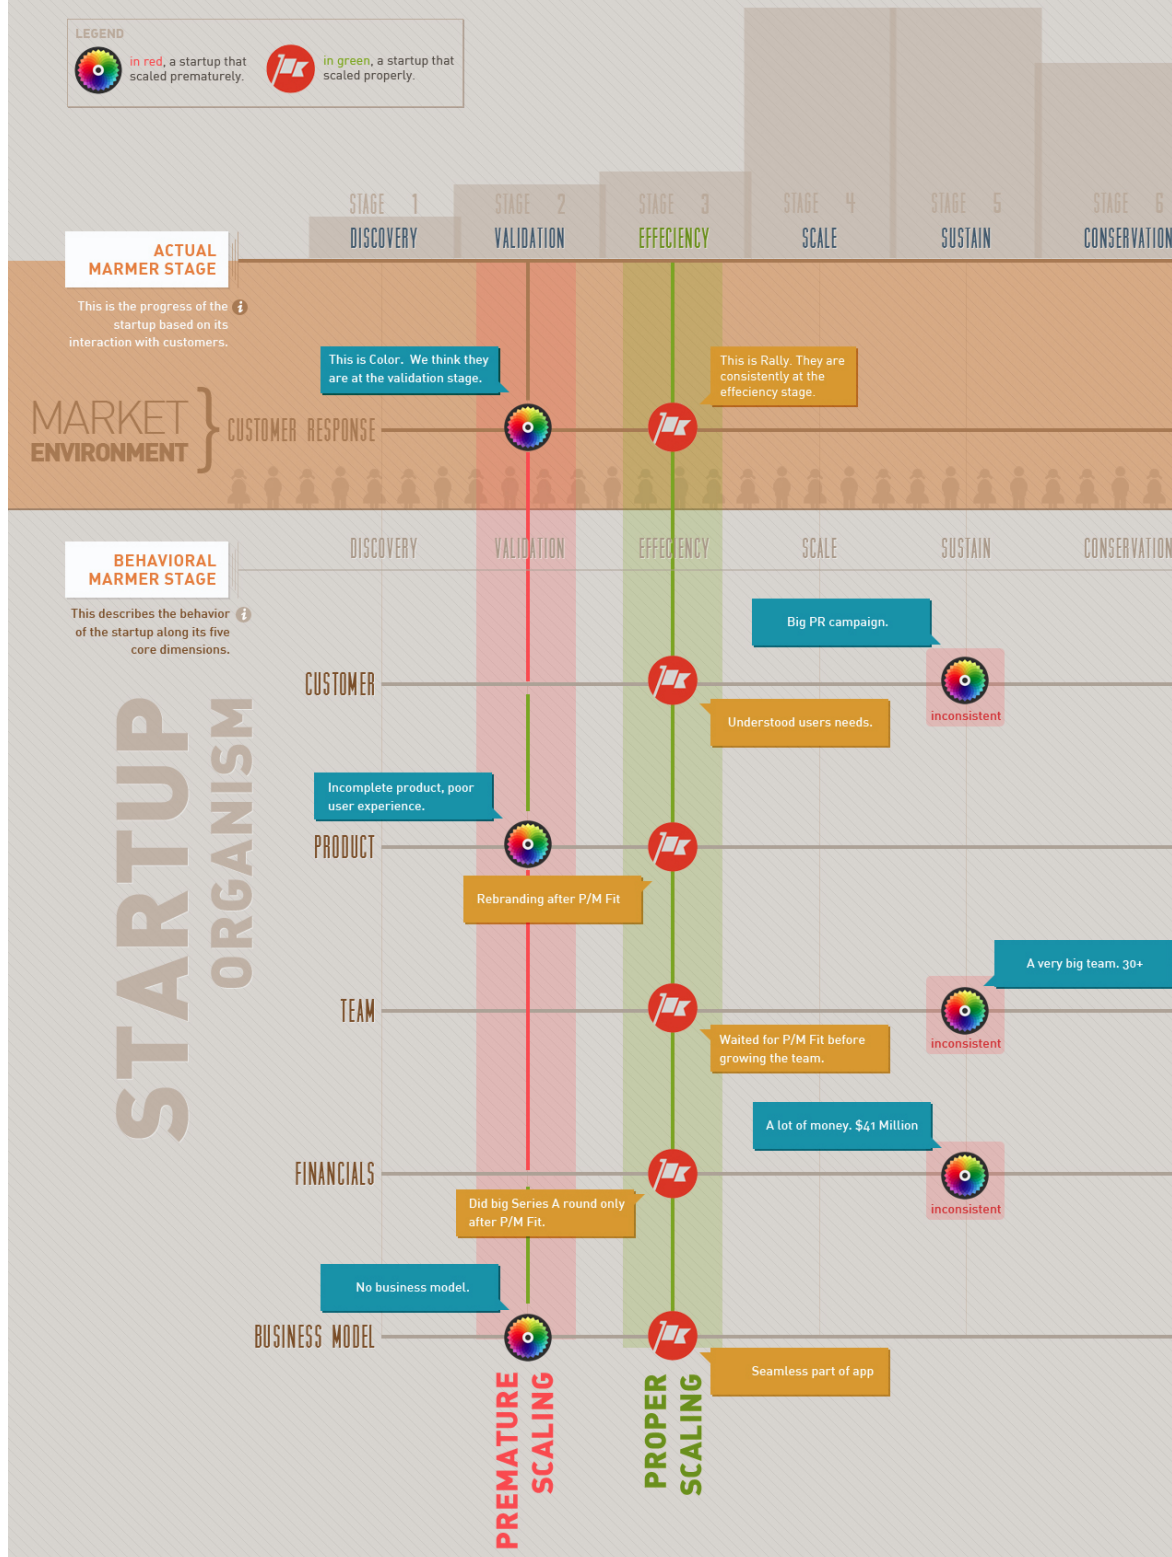 LEGEND
in red, a startup that
scaled prematurely.
in green, a startup that
scaled properly.
STAGE 1
STAGE 2
STAGE 3
STAGE 4
STAGE 5
STAGE 6
DISCOVERY
VALIDATION
EFFECIENCY
SCALE
SUSTAIN
CONSERVATION
ACTUAL
MARMER STAGE
This is the progress of the
startup based on its
interaction with customers.
This is Color. We think they
are at the validation stage.
This is Rally. They are
consistently at the
effeciency stage.
MARKET
ENVIRONMENT
CUSTOMER RESPONSE
BEHAVIORAL
MARMER STAGE
DISCOVERY
VALIDATION
EFFECIENCY
SCALE
SUSTAIN
CONSERVATION
This describes the behavior
of the startup along its five
core dimensions.
STARTUP
ORGANISM
Big PR campaign.
CUSTOMER
inconsistent
Understood users needs.
Incomplete product, poor
user experience.
PRODUCT
Rebranding after P/M Fit
A very big team. 30+
TEAM
inconsistent
Waited for P/M Fit before
growing the team.
A lot of money. $41 Million
FINANCIALS
inconsistent
Did big Series A round only
after P/M Fit.
No business model.
BUSINESS MODEL
Seamless part of app
PREMATURE
SCALING
PROPER
SCALING